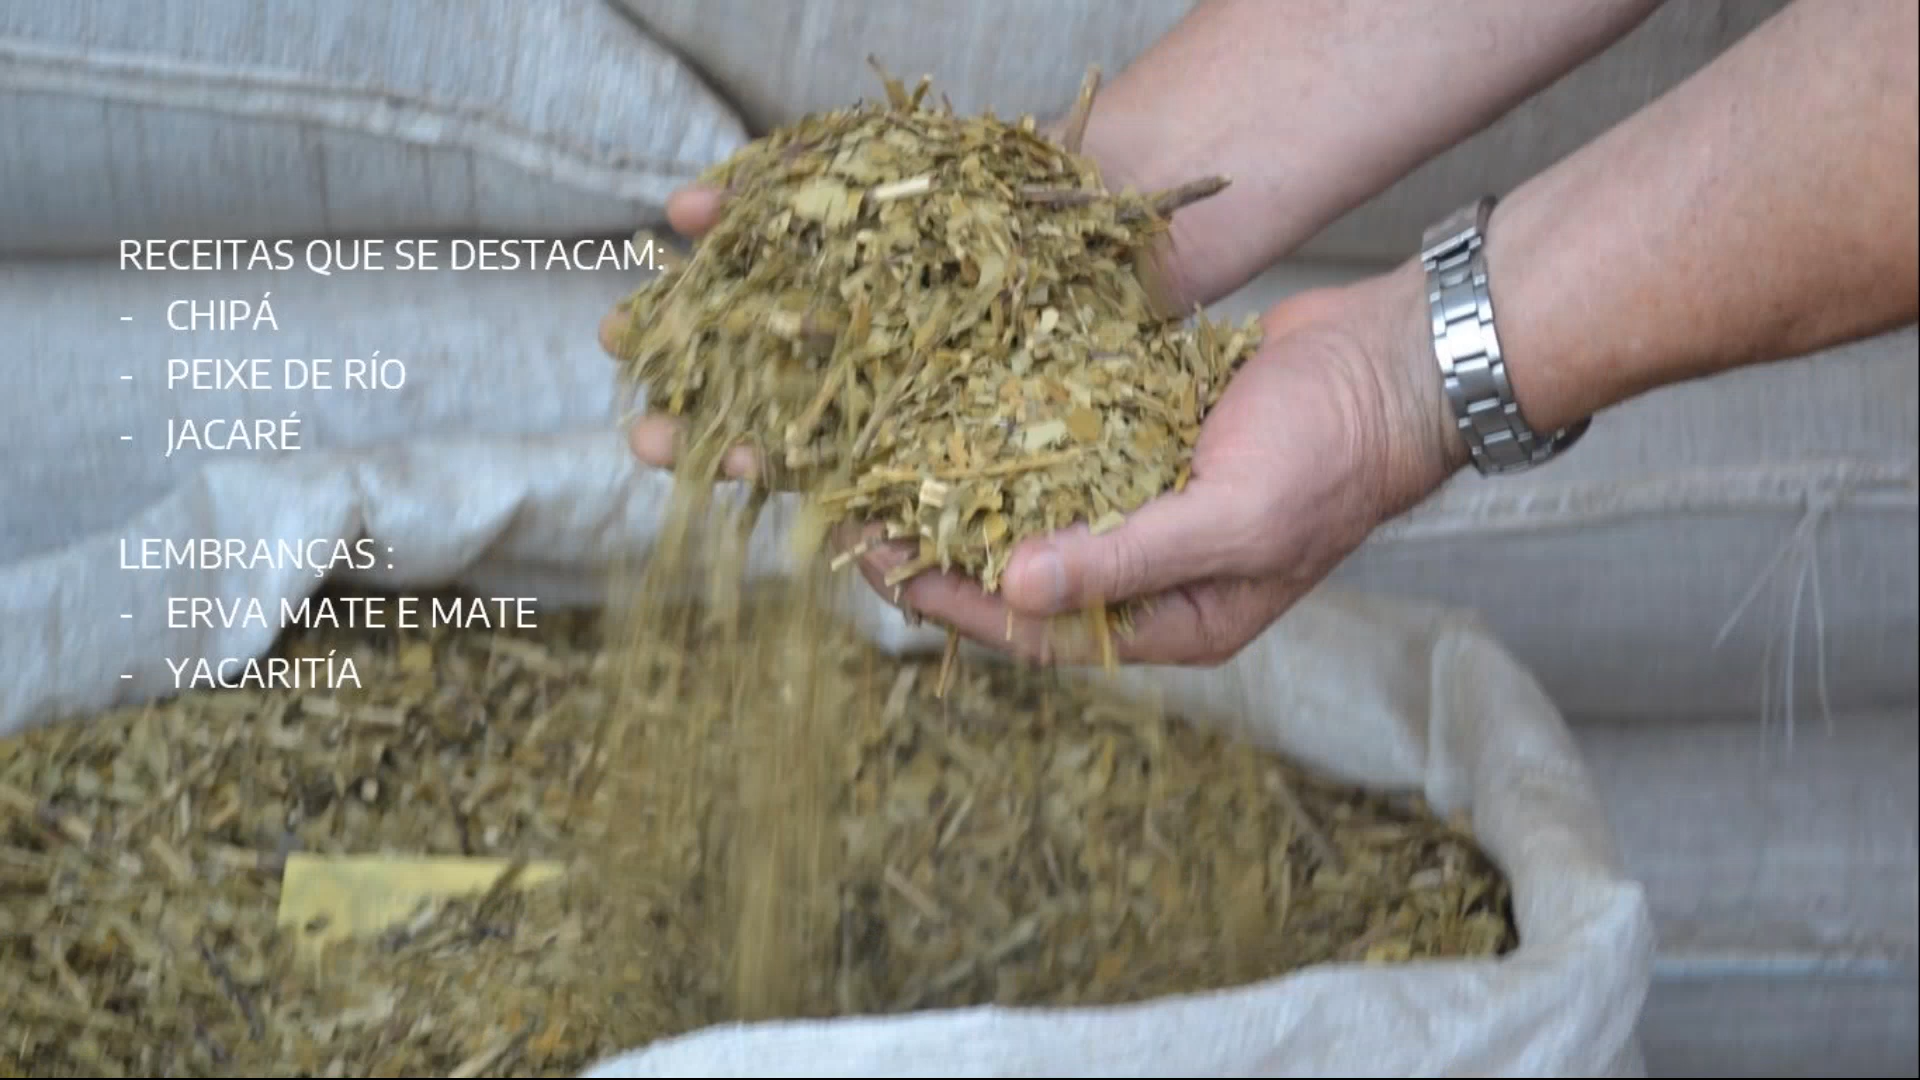 RECEITAS QUE SE DESTACAM:
- CHIPÁ
- PEIXE DE RÍO
- JACARÉ
LEMBRANÇAS :
- ERVA MATE E MATE
- YACARITÍA